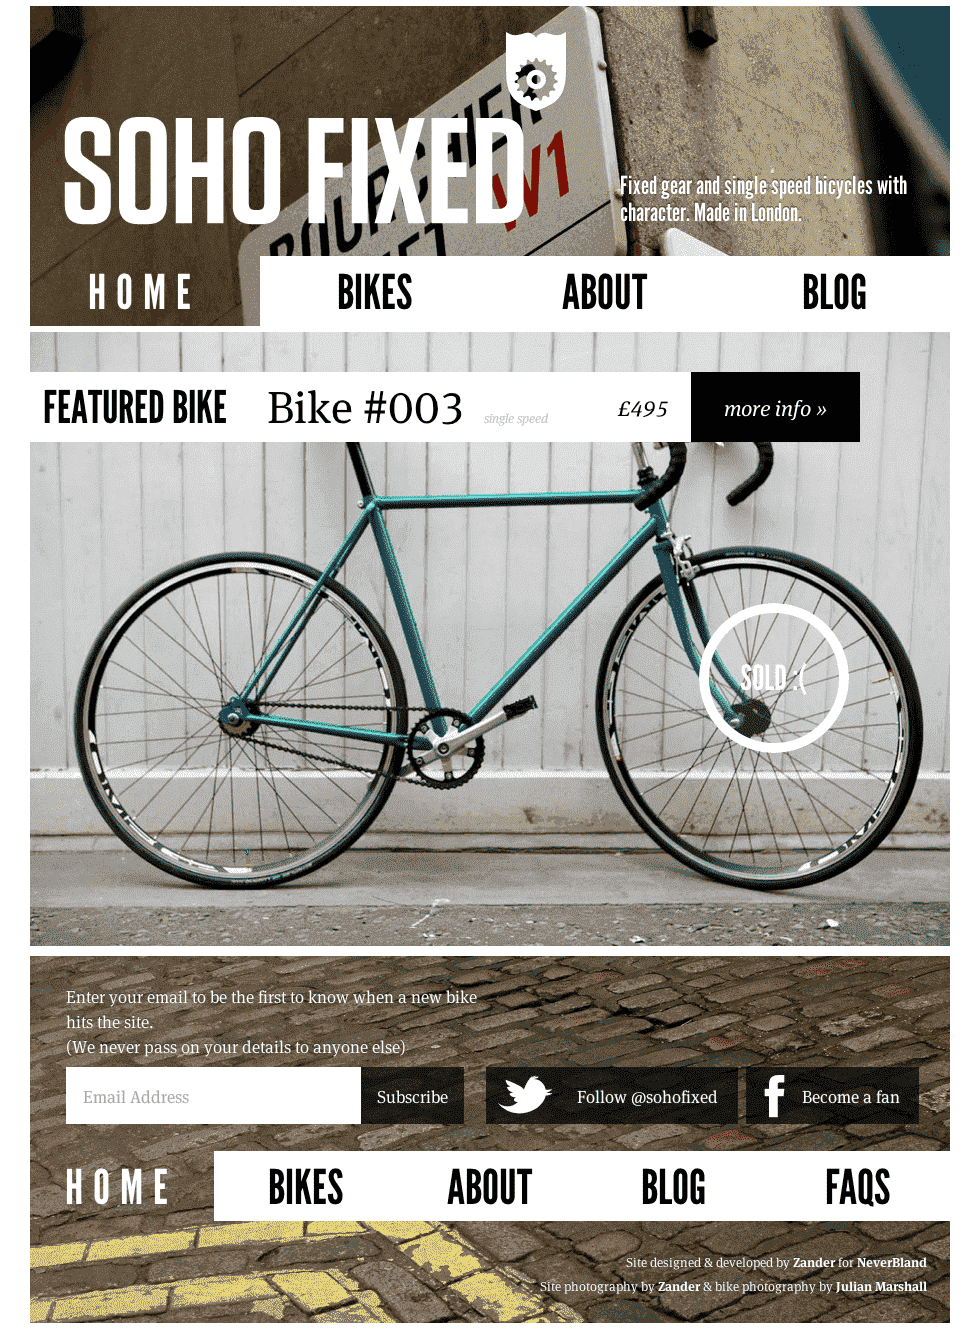 SOHO FIXED
BOURCHIER
STREET W1
Fixed gear and single speed bicycles with
character. Made in London.
HOME BIKES ABOUT BLOG
FEATURED BIKE Bike #003 single speed £495 more info »
SOLD :(
Enter your email to be the first to know when a new bike
hits the site.
(We never pass on your details to anyone else)
Email Address Subscribe Follow @sohofixed Become a fan
HOME BIKES ABOUT BLOG FAQS
Site designed & developed by Zander for NeverBland
Site photography by Zander & bike photography by Julian Marshall